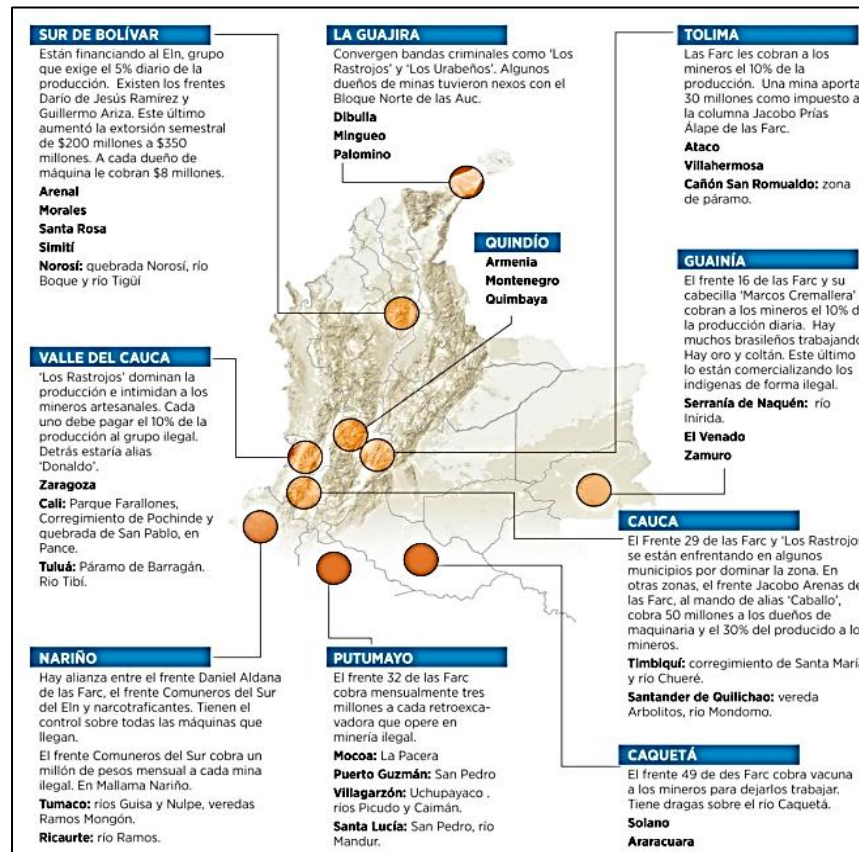 SUR DE BOLÍVAR
Están financiando al Eln, grupo
que exige el 5% diario de la
producción. Existen los frentes
Darío de Jesús Ramírez y
Guillermo Ariza. Este último
aumentó la extorsión semestral
de $200 millones a $350
millones. A cada dueño de
máquina le cobran $8 millones.
Arenal
Morales
Santa Rosa
Simití
Norosí: quebrada Norosí, río
Boque y río Tigüí
LA GUAJIRA
Convergen bandas criminales como 'Los
Rastrojos' y 'Los Urabeños'. Algunos
dueños de minas tuvieron nexos con el
Bloque Norte de las Auc.
Dibulla
Mingueo
Palomino
TOLIMA
Las Farc les cobran a los
mineros el 10% de la
producción. Una mina aporta
30 millones como impuesto a
la columna Jacobo Prías
Álape de las Farc.
Ataco
Villahermosa
Cañón San Romualdo: zona
de páramo.
QUINDÍO
Armenia
Montenegro
Quimbaya
GUAINÍA
El frente 16 de las Farc y su
cabecilla 'Marcos Cremallera'
cobran a los mineros el 10% d
la producción diaria. Hay
muchos brasileños trabajando
Hay oro y coltán. Este último
lo están comercializando los
indígenas de forma ilegal.
Serranía de Naquén: río
Inírida.
El Venado
Zamuro
VALLE DEL CAUCA
'Los Rastrojos' dominan la
producción e intimidan a los
mineros artesanales. Cada
uno debe pagar el 10% de la
producción al grupo ilegal.
Detrás estaría alias
'Donaldo'.
Zaragoza
Cali: Parque Farallones,
Corregimiento de Pochinde y
quebrada de San Pablo, en
Pance.
Tuluá: Páramo de Barragán.
Rio Tibí.
CAUCA
El Frente 29 de las Farc y 'Los Rastrojo
se están enfrentando en algunos
municipios por dominar la zona. En
otras zonas, el frente Jacobo Arenas de
las Farc, al mando de alias 'Caballo',
cobra 50 millones a los dueños de
maquinaria y el 30% del producido a lo
mineros.
Timbiquí: corregimiento de Santa María
y río Chueré.
Santander de Quilichao: vereda
Arbolitos, río Mondomo.
NARIÑO
Hay alianza entre el frente Daniel Aldana
de las Farc, el frente Comuneros del Sur
del Eln y narcotraficantes. Tienen el
control sobre todas las máquinas que
llegan.
El frente Comuneros del Sur cobra un
millón de pesos mensual a cada mina
ilegal. En Mallama Nariño.
Tumaco: ríos Guisa y Nulpe, veredas
Ramos Mongón.
Ricaurte: río Ramos.
PUTUMAYO
El frente 32 de las Farc
cobra mensualmente tres
millones a cada retroexca-
vadora que opere en
minería ilegal.
Mocoa: La Pacera
Puerto Guzmán: San Pedro
Villagarzón: Uchupayaco .
ríos Picudo y Caimán.
Santa Lucía: San Pedro, río
Mandur.
CAQUETÁ
El frente 49 de des Farc cobra vacuna
a los mineros para dejarlos trabajar.
Tiene dragas sobre el río Caquetá.
Solano
Araracuara